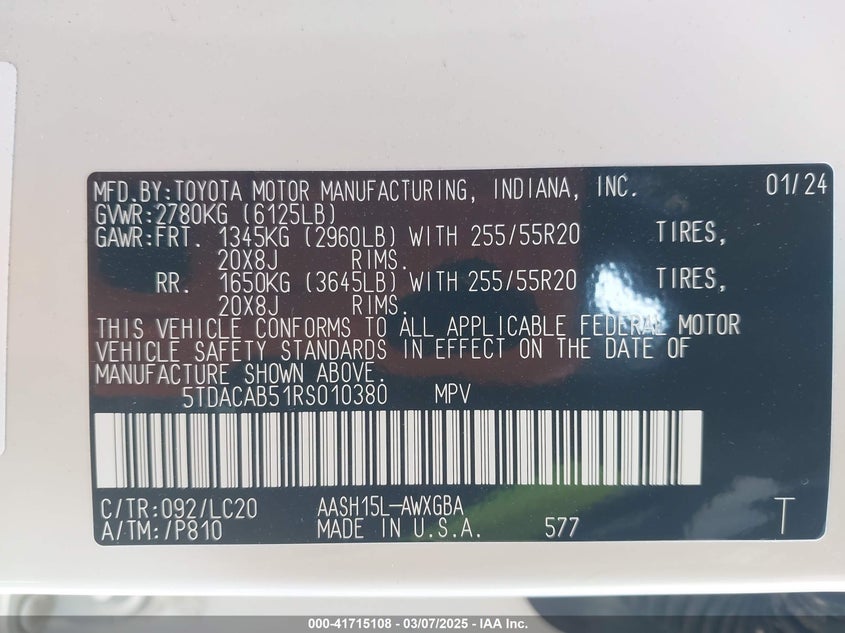 MFD.BY:TOYOTA MOTOR MANUFACTURING, INDIANA, INC. 01/24
GVWR:2780KG (6125LB)
GAWR:FRT. 1345KG (2960LB) WITH 255/55R20 TIRES,
20X8J RIMS.
RR. 1650KG (3645LB) WITH 255/55R20 TIRES,
20X8J RIMS.
THIS VEHICLE CONFORMS TO ALL APPLICABLE FEDERAL MOTOR
VEHICLE SAFETY STANDARDS IN EFFECT ON THE DATE OF
MANUFACTURE SHOWN ABOVE.
5TDACAB51RS010380 MPV
C/TR:092/LC20 AASH15L-AWXGBA
A/TM:/P810 MADE IN U.S.A. 577 T
000-41715108 - 03/07/2025 - IAA Inc.